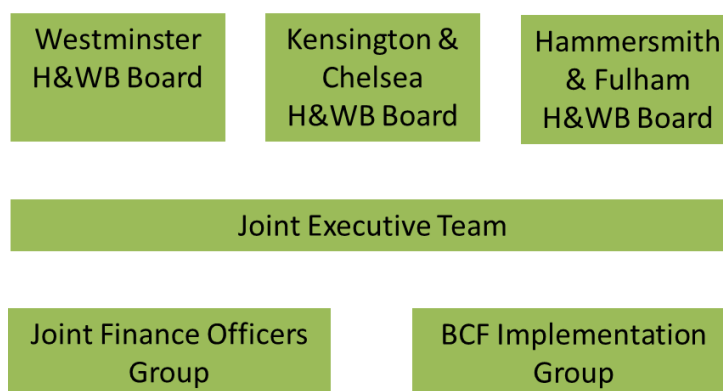 Westminster
H&WB Board
Kensington &
Chelsea
H&WB Board
Hammersmith
& Fulham
H&WB Board
Joint Executive Team
Joint Finance Officers
Group
BCF Implementation
Group